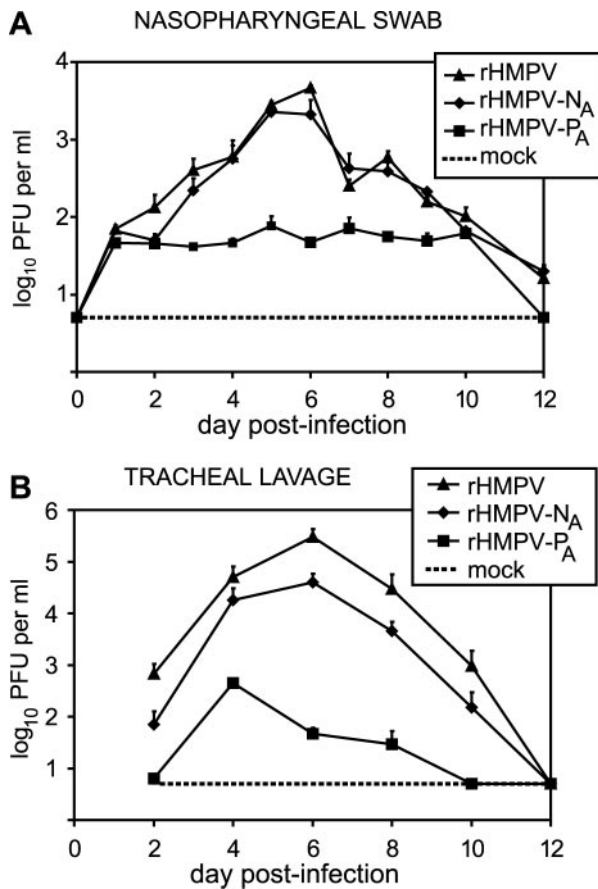 A
NASOPHARYNGEAL SWAB
4
3
2
1
log10 PFU per ml
rHMPV
rHMPV-NA
rHMPV-PA
mock
0 2 4 6 8 10 12
day post-infection
B
TRACHEAL LAVAGE
6
5
4
3
2
1
log10 PFU per ml
rHMPV
rHMPV-NA
rHMPV-PA
mock
2 4 6 8 10 12
day post-infection